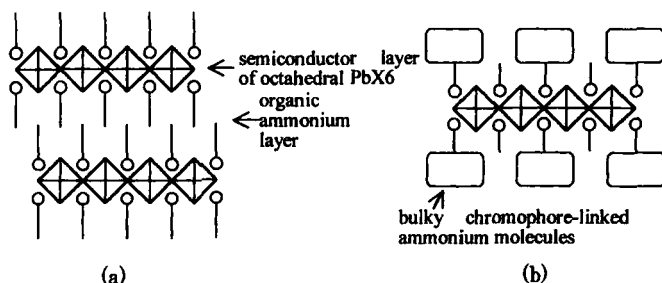 semiconductor layer
of octahedral PbX6
organic
ammonium
layer
bulky chromophore-linked
ammonium molecules
(a)
(b)